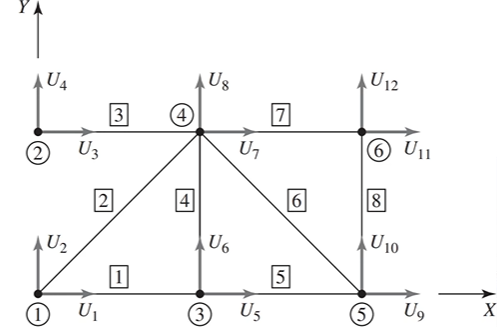 Y
U₄ U₈ U₁₂
3 4 7
2 U₃ U₇ 6 U₁₁
2 4 6 8
U₂ U₆ U₁₀
1 5
1 U₁ 3 U₅ 5 U₉ X